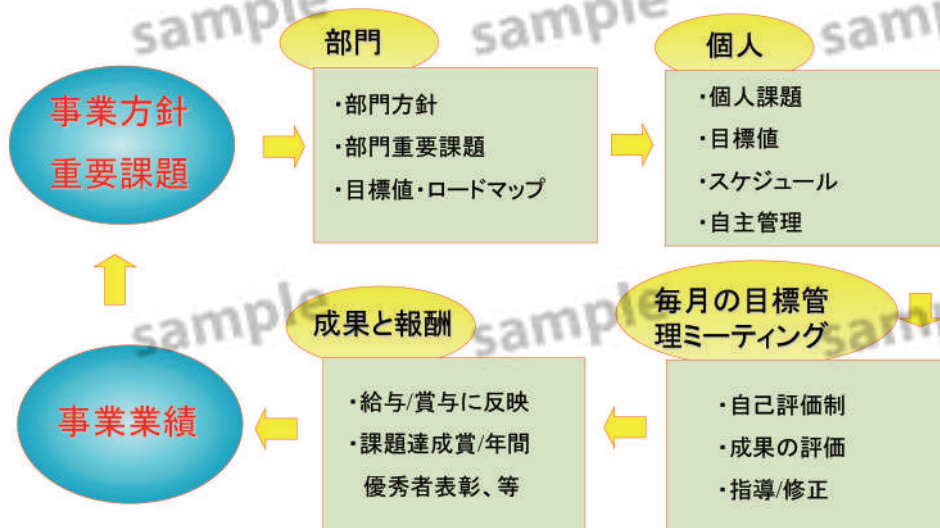 sample
sample
sample
部門
個人
事業方針
重要課題
・部門方針
・部門重要課題
・目標値・ロードマップ
・個人課題
・目標値
・スケジュール
・自主管理
sample
sample
sample
成果と報酬
毎月の目標管
理ミーティング
事業業績
・給与/賞与に反映
・課題達成賞/年間
優秀者表彰、等
・自己評価制
・成果の評価
・指導/修正